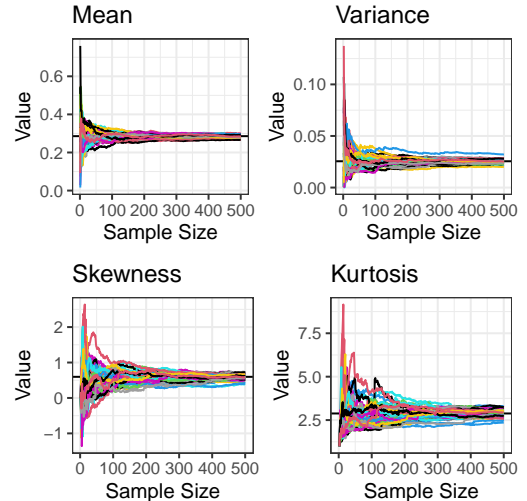 Mean
Value
0.6
0.4
0.2
0.0
0 100 200 300 400 500
Sample Size
Variance
Value
0.10
0.05
0.00
0 100 200 300 400 500
Sample Size
Skewness
Value
2
1
0
−1
0 100 200 300 400 500
Sample Size
Kurtosis
Value
7.5
5.0
2.5
0 100 200 300 400 500
Sample Size